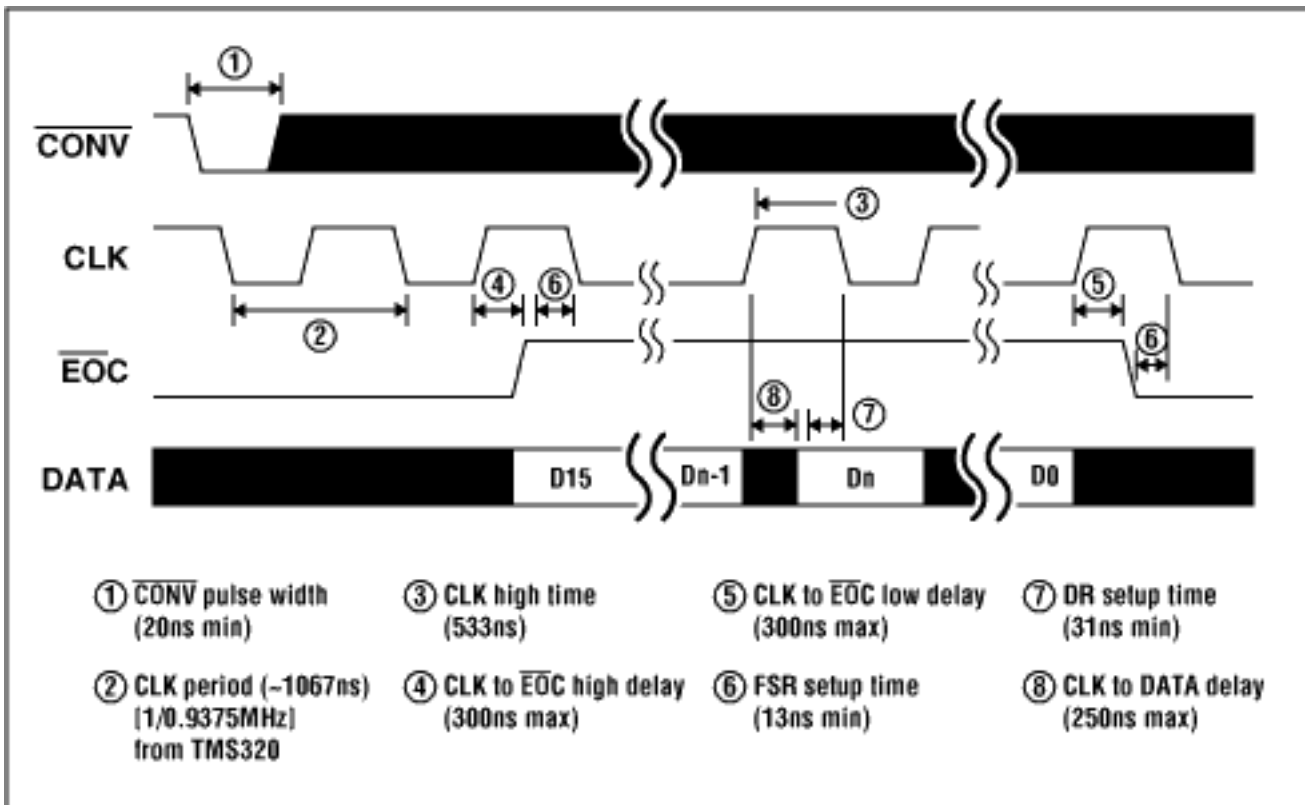 ①
CONV
③
CLK
④ ⑥ ⑤
② ⑥
EOC
⑧ ⑦
DATA D15 Dn-1 Dn D0
① CONV pulse width
(20ns min)
② CLK period (~1067ns)
[1/0.9375MHz]
from TMS320
③ CLK high time
(533ns)
④ CLK to EOC high delay
(300ns max)
⑤ CLK to EOC low delay
(300ns max)
⑥ FSR setup time
(13ns min)
⑦ DR setup time
(31ns min)
⑧ CLK to DATA delay
(250ns max)